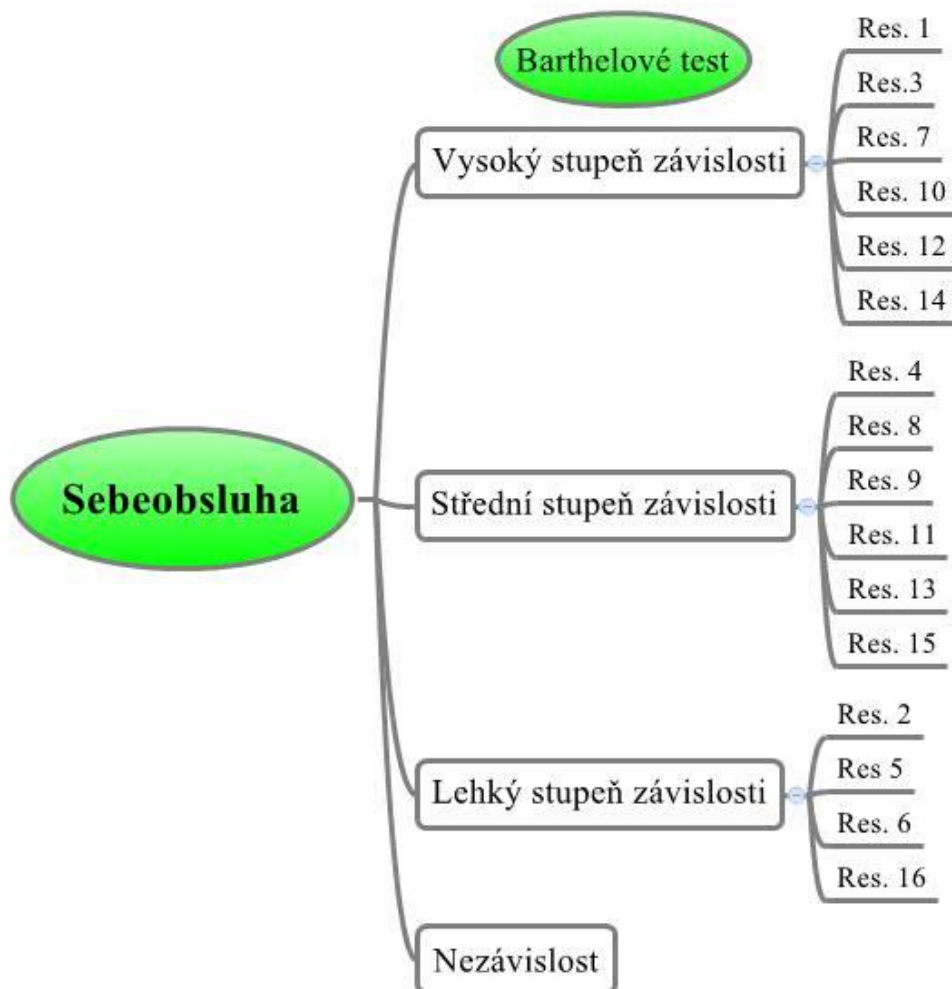 Barthelové test
Sebeobsluha
Vysoký stupeň závislosti
Res. 1
Res.3
Res. 7
Res. 10
Res. 12
Res. 14
Střední stupeň závislosti
Res. 4
Res. 8
Res. 9
Res. 11
Res. 13
Res. 15
Lehký stupeň závislosti
Res. 2
Res 5
Res. 6
Res. 16
Nezávislost